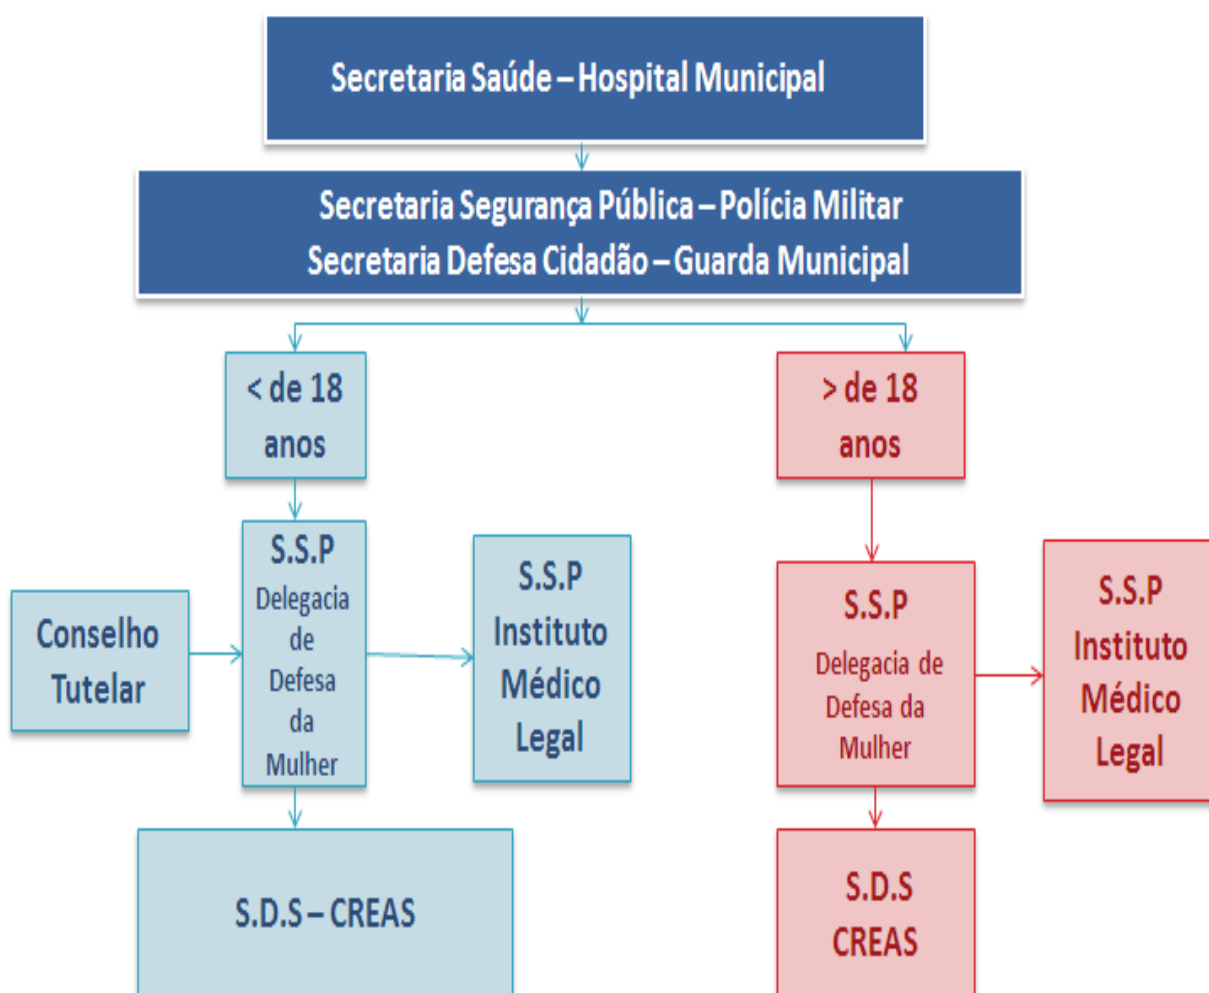 Secretaria Saúde – Hospital Municipal
Secretaria Segurança Pública – Polícia Militar
Secretaria Defesa Cidadão – Guarda Municipal
< de 18
anos
> de 18
anos
Conselho
Tutelar
S.S.P
Delegacia
de
Defesa
da
Mulher
S.S.P
Instituto
Médico
Legal
S.S.P
Delegacia de
Defesa da
Mulher
S.S.P
Instituto
Médico
Legal
S.D.S – CREAS
S.D.S
CREAS